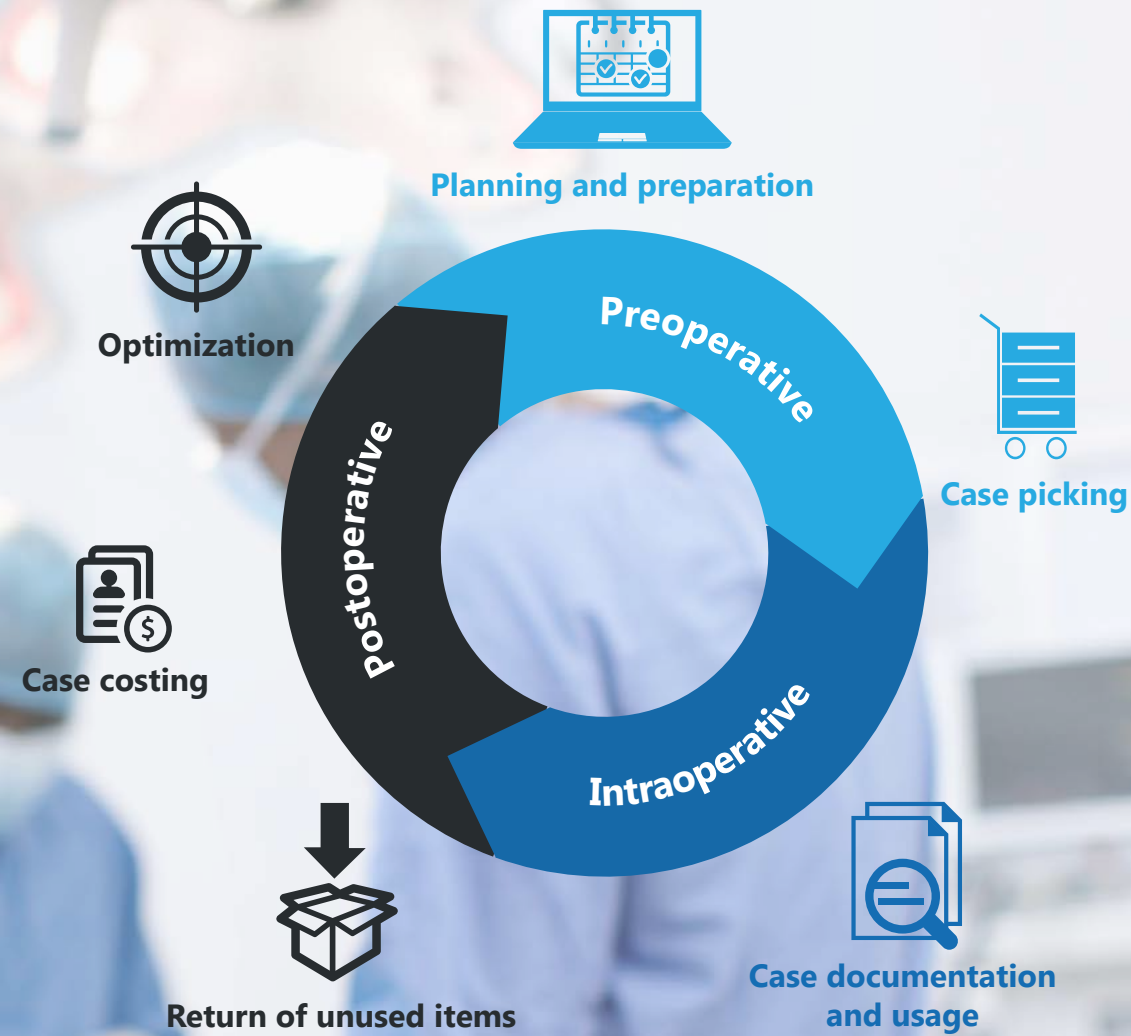 Planning and preparation
Preoperative
Case picking
Intraoperative
Case documentation
and usage
Return of unused items
Postoperative
Case costing
$
Optimization